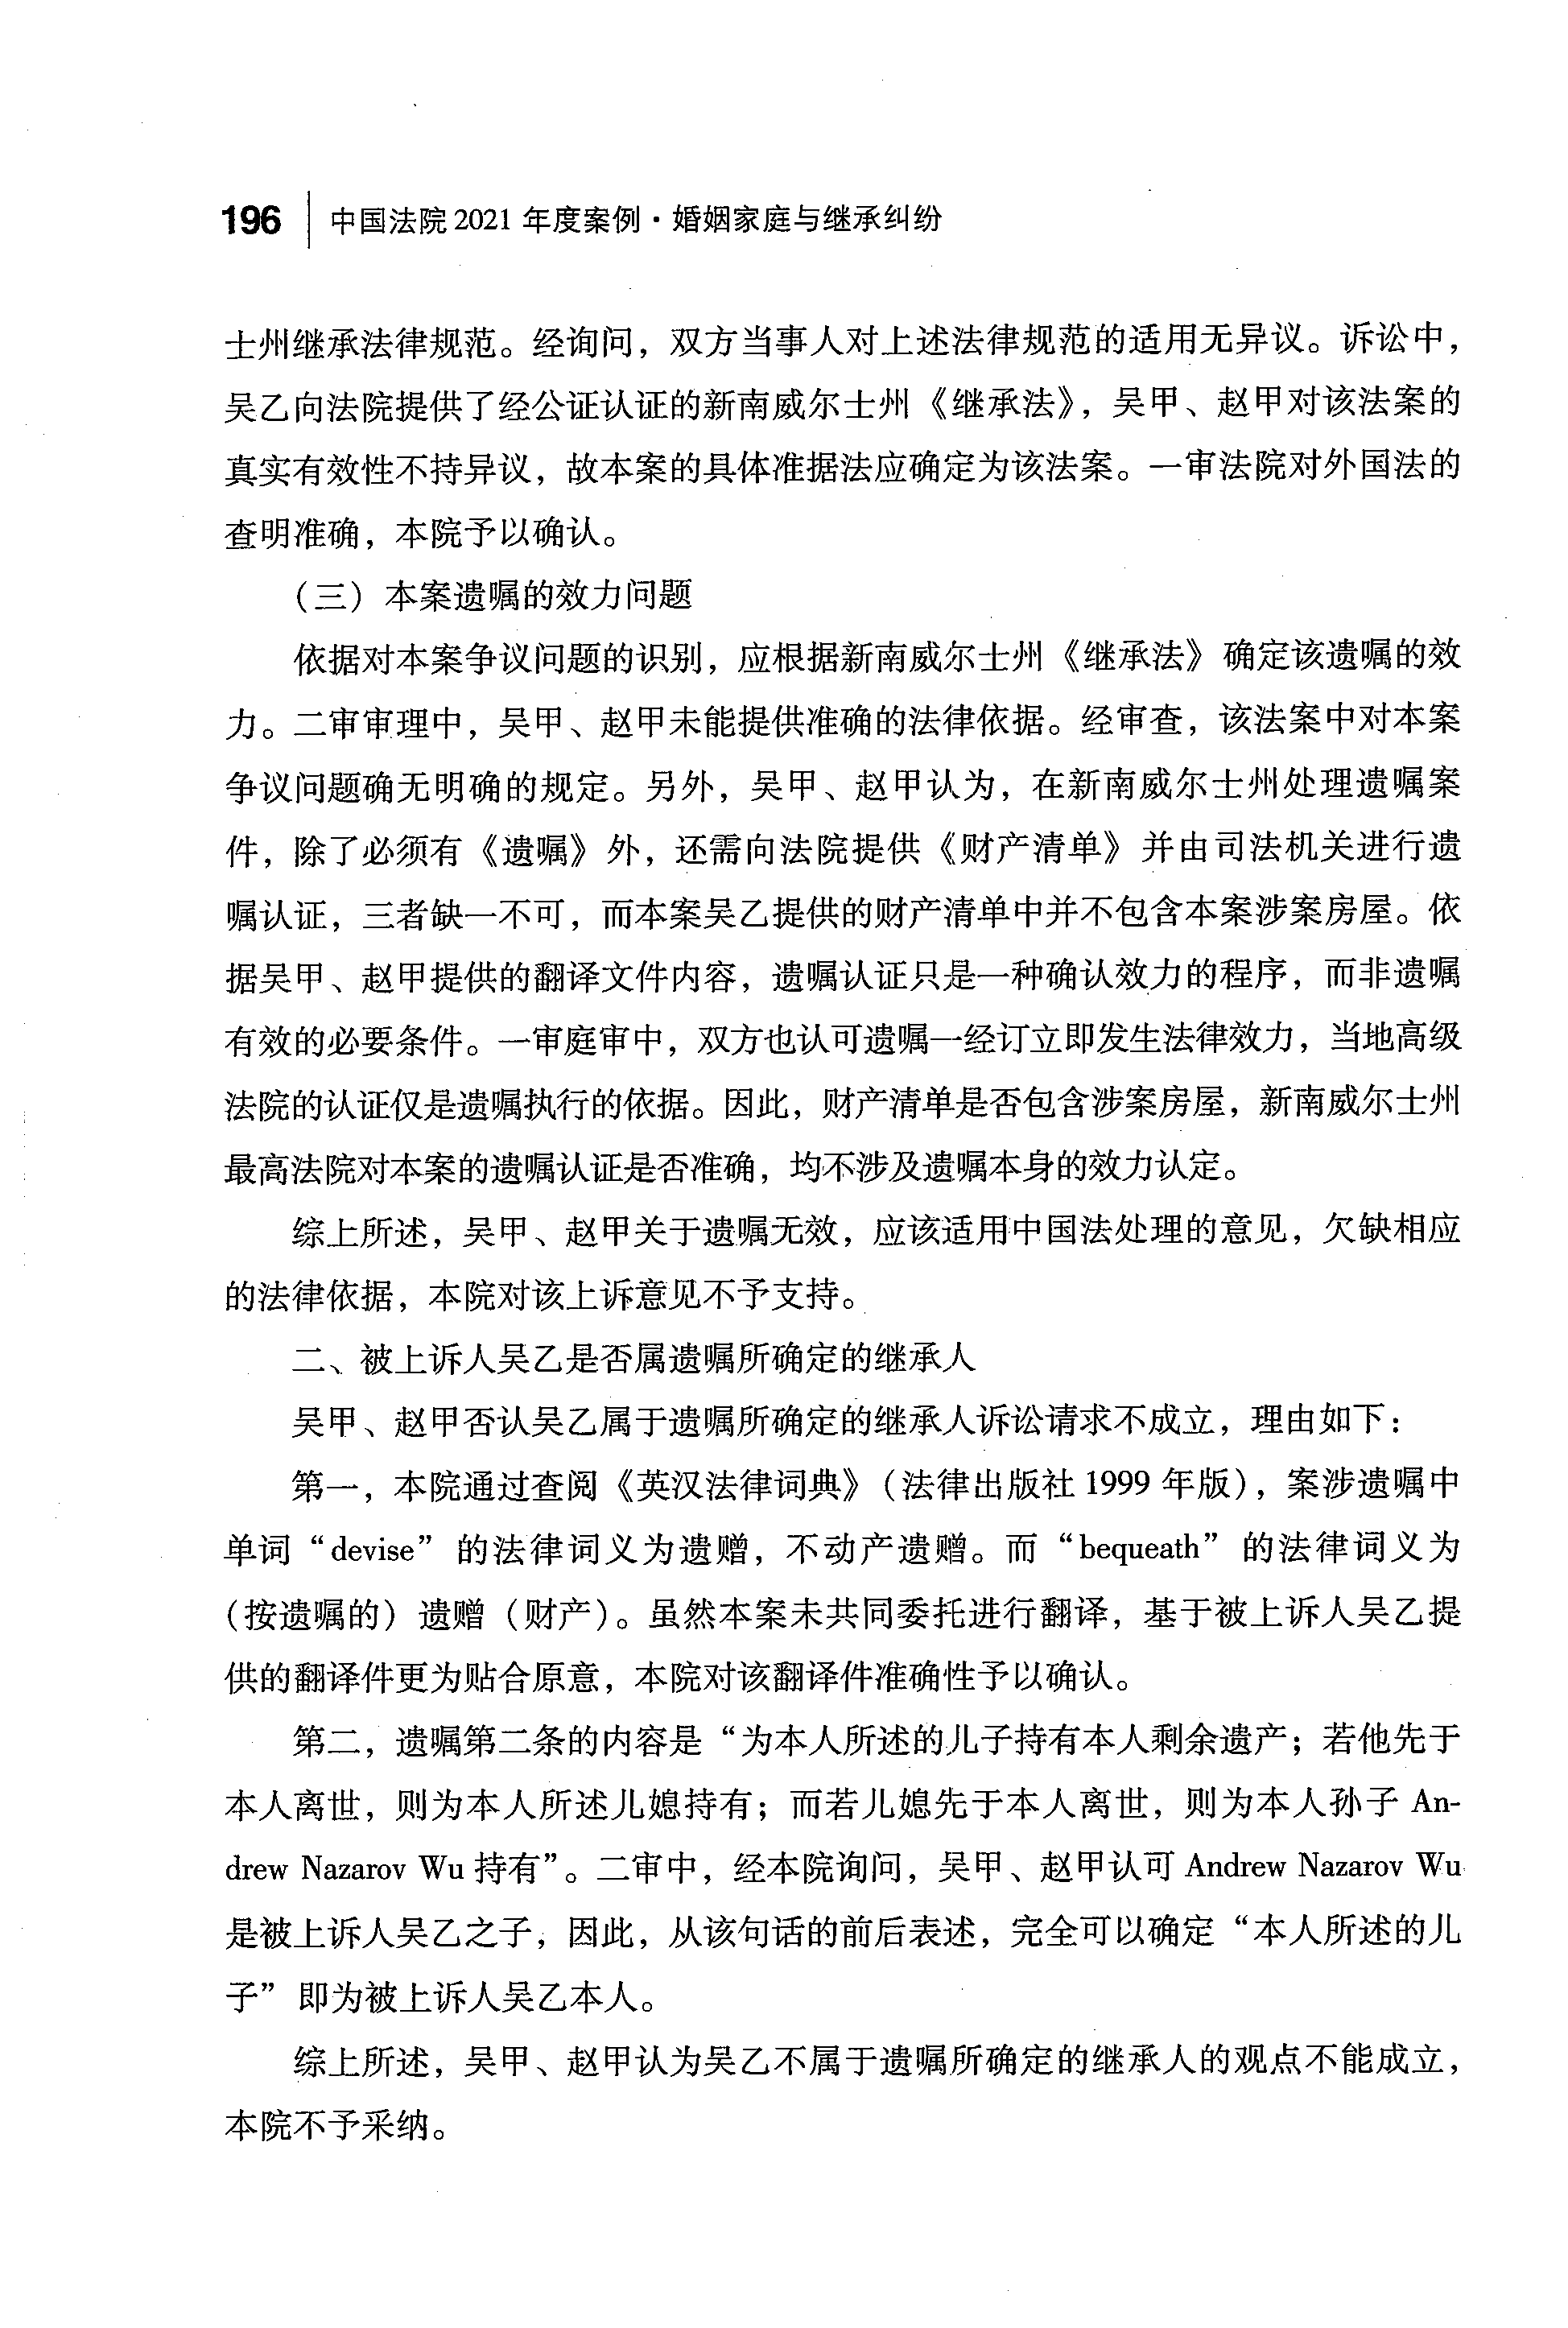 196 中国法院 2021 年度案例·婚姻家庭与继承纠纷
士州继承法律规范。经询问，双方当事人对上述法律规范的适用无异议。诉讼中，
吴乙向法院提供了经公证认证的新南威尔士州《继承法》，吴甲、赵甲对该法案的
真实有效性不持异议，故本案的具体准据法应确定为该法案。一审法院对外国法的
查明准确，本院予以确认。
（三）本案遗嘱的效力问题
依据对本案争议问题的识别，应根据新南威尔士州《继承法》确定该遗嘱的效
力。二审审理中，吴甲、赵甲未能提供准确的法律依据。经审查，该法案中对本案
争议问题确无明确的规定。另外，吴甲、赵甲认为，在新南威尔士州处理遗嘱案
件，除了必须有《遗嘱》外，还需向法院提供《财产清单》并由司法机关进行遗
嘱认证，三者缺一不可，而本案吴乙提供的财产清单中并不包含本案涉案房屋。依
据吴甲、赵甲提供的翻译文件内容，遗嘱认证只是一种确认效力的程序，而非遗嘱
有效的必要条件。一审庭审中，双方也认可遗嘱一经订立即发生法律效力，当地高级
法院的认证仅是遗嘱执行的依据。因此，财产清单是否包含涉案房屋，新南威尔士州
最高法院对本案的遗嘱认证是否准确，均不涉及遗嘱本身的效力认定。
综上所述，吴甲、赵甲关于遗嘱无效，应该适用中国法处理的意见，欠缺相应
的法律依据，本院对该上诉意见不予支持。
二、被上诉人吴乙是否属遗嘱所确定的继承人
吴甲、赵甲否认吴乙属于遗嘱所确定的继承人诉讼请求不成立，理由如下：
第一，本院通过查阅《英汉法律词典》（法律出版社 1999 年版），案涉遗嘱中
单词“devise”的法律词义为遗赠，不动产遗赠。而“bequeath”的法律词义为
（按遗嘱的）遗赠（财产）。虽然本案未共同委托进行翻译，基于被上诉人吴乙提
供的翻译件更为贴合原意，本院对该翻译件准确性予以确认。
第二，遗嘱第二条的内容是“为本人所述的儿子持有本人剩余遗产；若他先于
本人离世，则为本人所述儿媳持有；而若儿媳先于本人离世，则为本人孙子 An-
drew Nazarov Wu 持有”。二审中，经本院询问，吴甲、赵甲认可 Andrew Nazarov Wu
是被上诉人吴乙之子，因此，从该句话的前后表述，完全可以确定“本人所述的儿
子”即为被上诉人吴乙本人。
综上所述，吴甲、赵甲认为吴乙不属于遗嘱所确定的继承人的观点不能成立，
本院不予采纳。